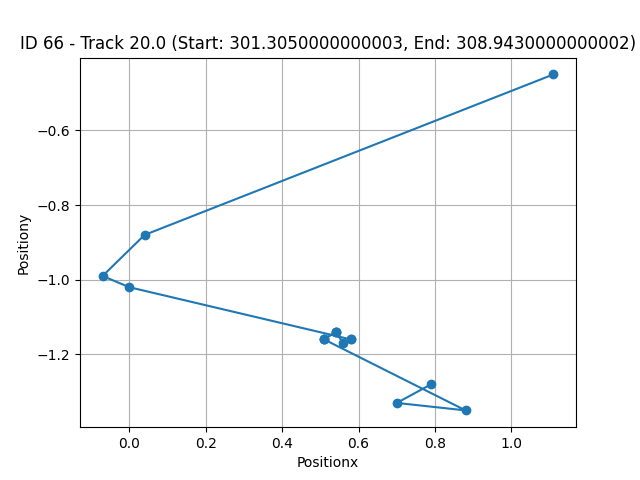 ID 66 - Track 20.0 (Start: 301.3050000000003, End: 308.9430000000002)
−0.6
−0.8
−1.0
−1.2
Positiony
0.0 0.2 0.4 0.6 0.8 1.0
Positionx